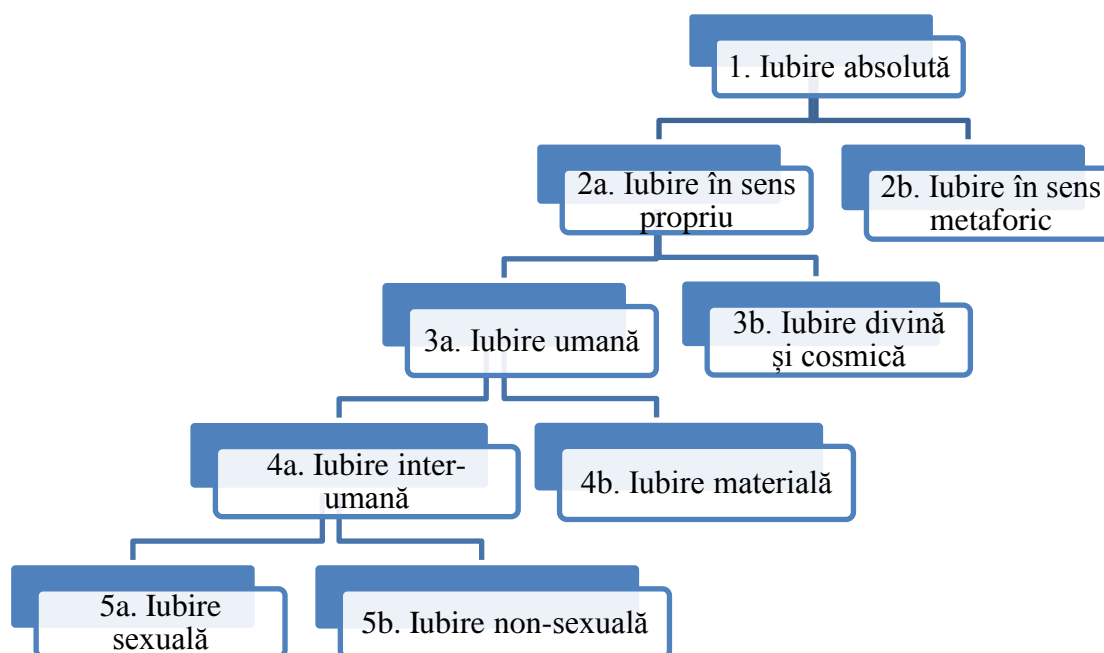 1. Iubire absolută
2a. Iubire în sens
propriu
2b. Iubire în sens
metaforic
3a. Iubire umană
3b. Iubire divină
și cosmică
4a. Iubire inter-
umană
4b. Iubire materială
5a. Iubire
sexuală
5b. Iubire non-sexuală